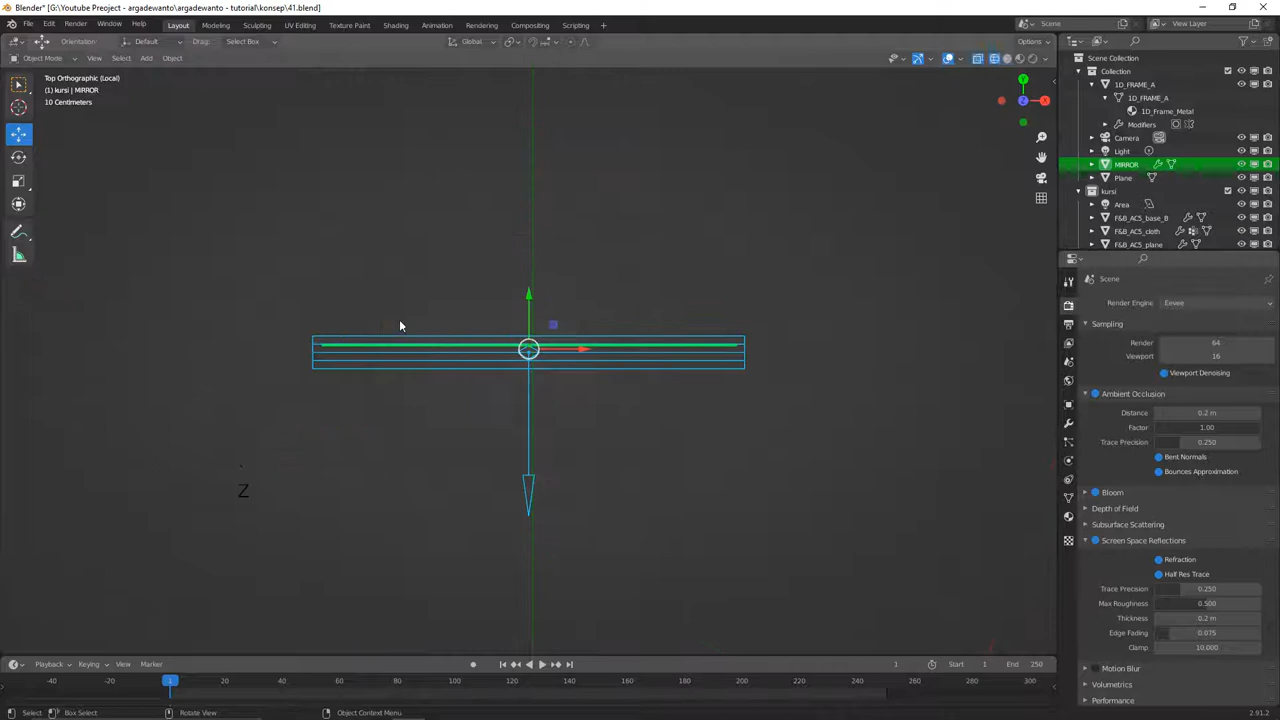 Blender* [G:\Youtube Preoject - argadewanto\argadewanto - tutorial\konsep\41.blend]
File Edit Render Window Help Layout Modeling Sculpting UV Editing Texture Paint Shading Animation Rendering Compositing Scripting + Scene View Layer
Orientation: Default Drag: Select Box Global Options
Object Mode View Select Add Object
Top Orthographic (Local)
(1) kursi | MIRROR
10 Centimeters
Y
X
Z
Z
Scene Collection
Collection
1D_FRAME_A
1D_FRAME_A
1D_Frame_Metal
Modifiers
Camera
Light
MIRROR
Plane
kursi
Area
F&B_AC5_base_B
F&B_AC5_cloth
F&B_AC5_plane
Scene
Render Engine Eevee
Sampling
Render 64
Viewport 16
Viewport Denoising
Ambient Occlusion
Distance 0.2 m
Factor 1.00
Trace Precision 0.250
Bent Normals
Bounces Approximation
Bloom
Depth of Field
Subsurface Scattering
Screen Space Reflections
Refraction
Half Res Trace
Trace Precision 0.250
Max Roughness 0.500
Thickness 0.2 m
Edge Fading 0.075
Clamp 10.000
Motion Blur
Volumetrics
Performance
Playback Keying View Marker 1 Start 1 End 250
-40 -20 1 20 40 60 80 100 120 140 160 180 200 220 240 260 280 300
Select Box Select Rotate View Object Context Menu 2.91.2